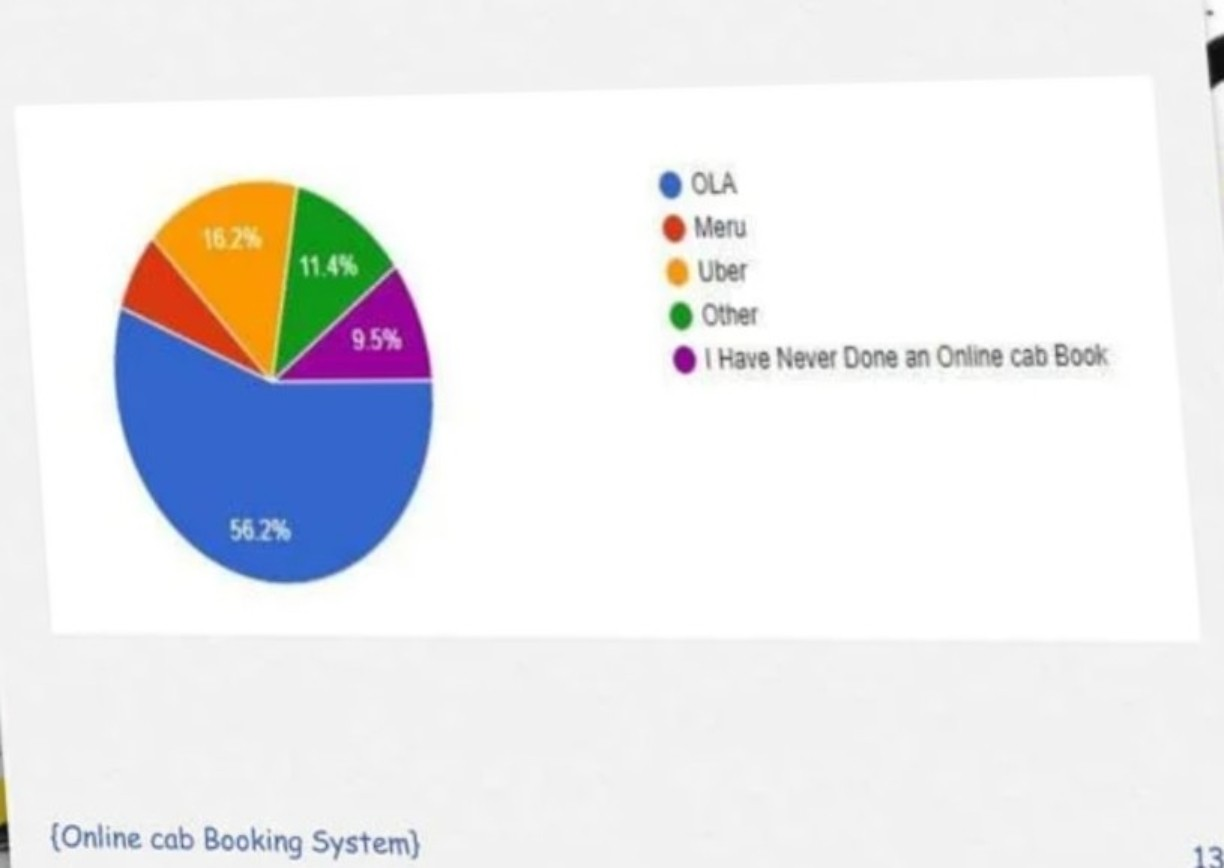 16.2%
11.4%
9.5%
56.2%
OLA
Meru
Uber
Other
I Have Never Done an Online cab Book
{Online cab Booking System}
13